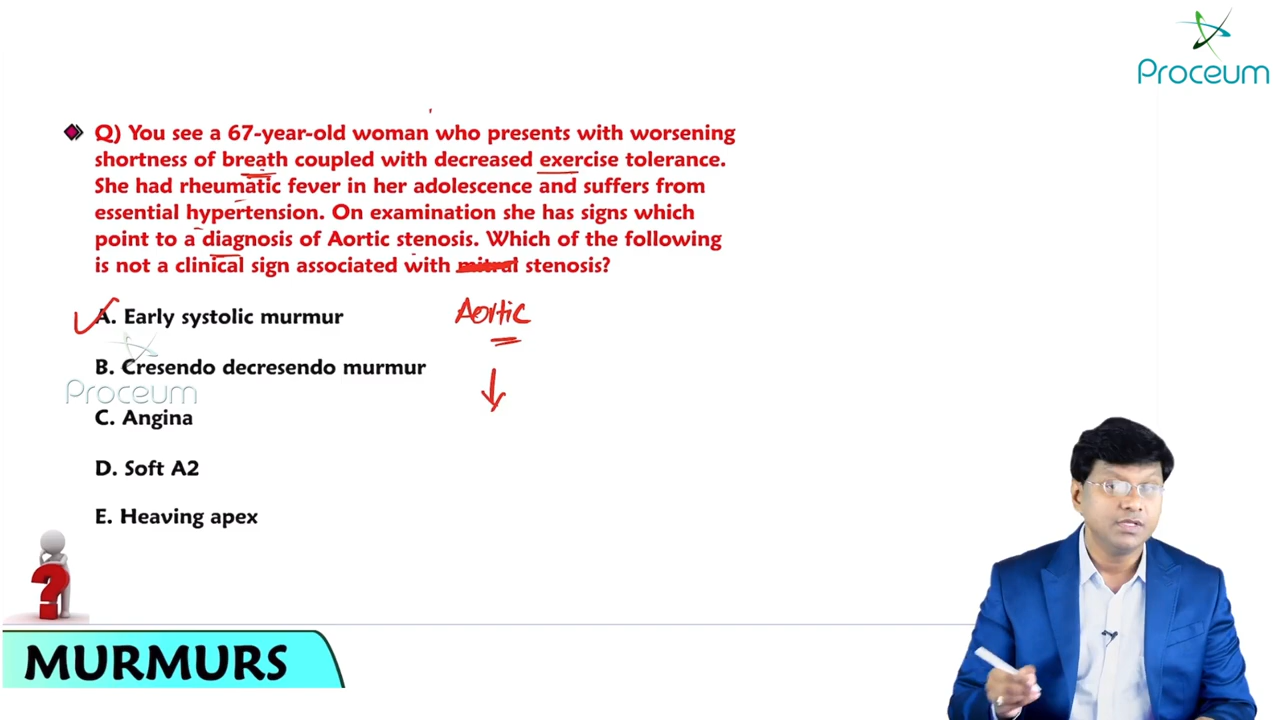 Proceum
Q) You see a 67-year-old woman who presents with worsening
shortness of breath coupled with decreased exercise tolerance.
She had rheumatic fever in her adolescence and suffers from
essential hypertension. On examination she has signs which
point to a diagnosis of Aortic stenosis. Which of the following
is not a clinical sign associated with mitral stenosis?
Aortic
A. Early systolic murmur
B. Cresendo decresendo murmur
Proceum
C. Angina
D. Soft A2
E. Heaving apex
?
MURMURS